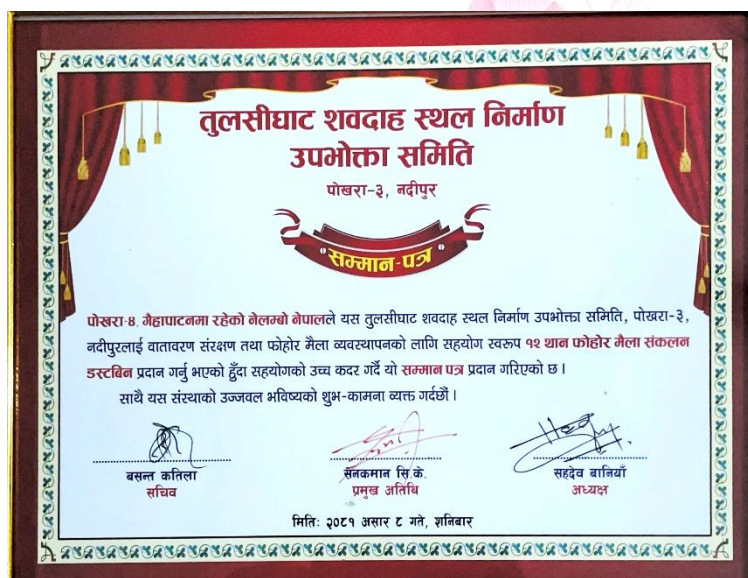 तुलसीघाट शवदाह स्थल निर्माण
उपभोक्ता समिति
पोखरा-३, नदीपुर
सम्मान-पत्र
पोखरा-४, गैह्रापाटनमा रहेको नेलम्बो नेपालले यस तुलसीघाट शवदाह स्थल निर्माण उपभोक्ता समिति, पोखरा-३,
नदीपुरलाई वातावरण संरक्षण तथा फोहोर मैला व्यवस्थापनको लागि सहयोग स्वरुप १२ थान फोहोर मैला संकलन
डस्टबिन प्रदान गर्नु भएको हुँदा सहयोगको उच्च कदर गर्दै यो सम्मान पत्र प्रदान गरिएको छ।
साथै यस संस्थाको उज्जवल भविष्यको शुभ-कामना व्यक्त गर्दछौं।
बसन्त कतिला
सचिव
सनकमान सि.के.
प्रमुख अतिथि
सहदेव बानियाँ
अध्यक्ष
मितिः २०८१ असार ८ गते, शनिबार